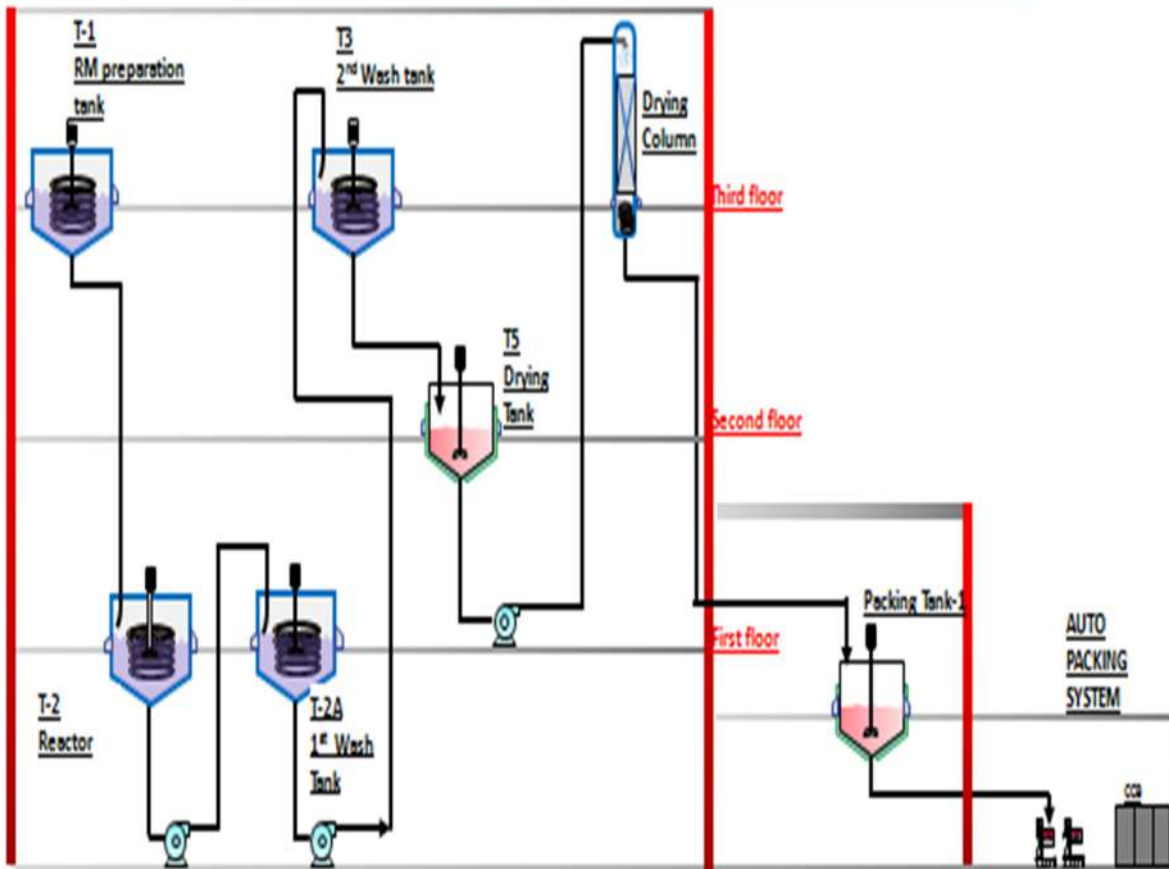 T-1
RM preparation
tank
T3
2nd Wash tank
Drying
Column
Third floor
T5
Drying
Tank
Second floor
Packing Tank-1
First floor
AUTO
PACKING
SYSTEM
T-2
Reactor
T-2A
1st Wash
Tank